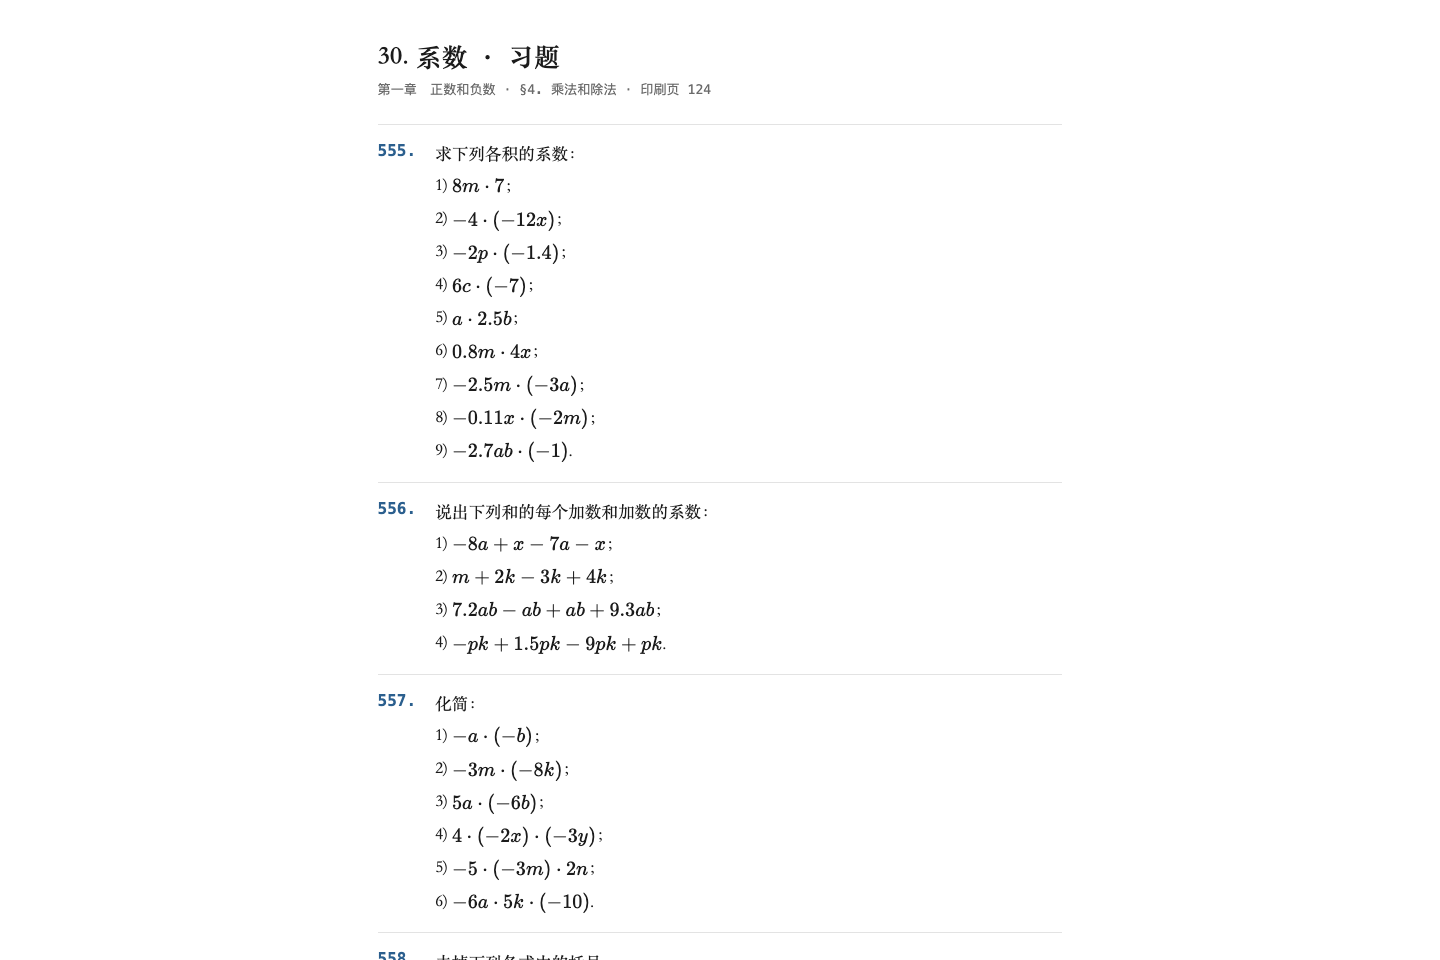 30. 系数 · 习题
第一章 正数和负数 · §4. 乘法和除法 · 印刷页 124
555. 求下列各积的系数:
1) 8m · 7;
2) −4 · (−12x);
3) −2p · (−1.4);
4) 6c · (−7);
5) a · 2.5b;
6) 0.8m · 4x;
7) −2.5m · (−3a);
8) −0.11x · (−2m);
9) −2.7ab · (−1).
556. 说出下列和的每个加数和加数的系数:
1) −8a + x − 7a − x;
2) m + 2k − 3k + 4k;
3) 7.2ab − ab + ab + 9.3ab;
4) −pk + 1.5pk − 9pk + pk.
557. 化简:
1) −a · (−b);
2) −3m · (−8k);
3) 5a · (−6b);
4) 4 · (−2x) · (−3y);
5) −5 · (−3m) · 2n;
6) −6a · 5k · (−10).
558